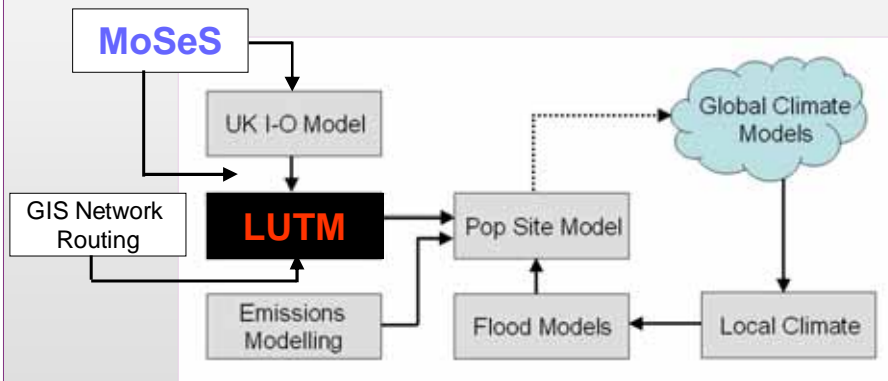 MoSeS
UK I-O Model
Global Climate
Models
GIS Network
Routing
LUTM
Pop Site Model
Emissions
Modelling
Flood Models
Local Climate